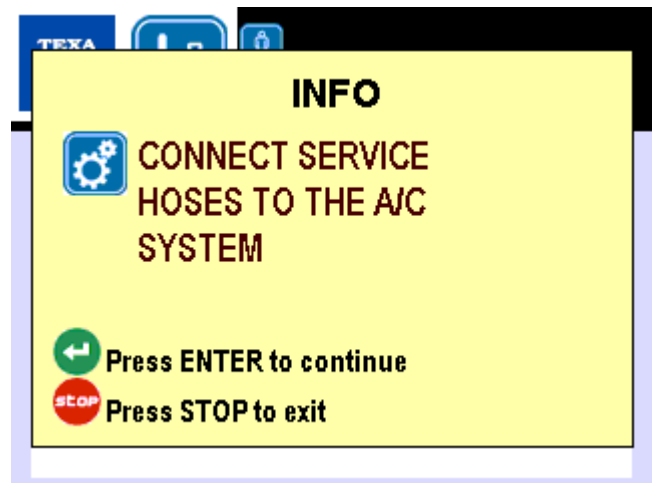 TEXA
INFO
CONNECT SERVICE
HOSES TO THE A/C
SYSTEM
Press ENTER to continue
stop Press STOP to exit